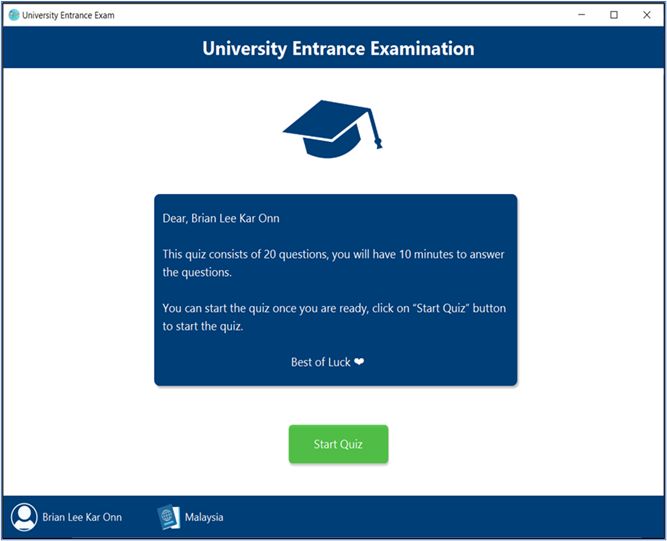 University Entrance Exam
University Entrance Examination
Dear, Brian Lee Kar Onn
This quiz consists of 20 questions, you will have 10 minutes to answer
the questions.
You can start the quiz once you are ready, click on “Start Quiz” button
to start the quiz.
Best of Luck ❤
Start Quiz
Brian Lee Kar Onn
Malaysia